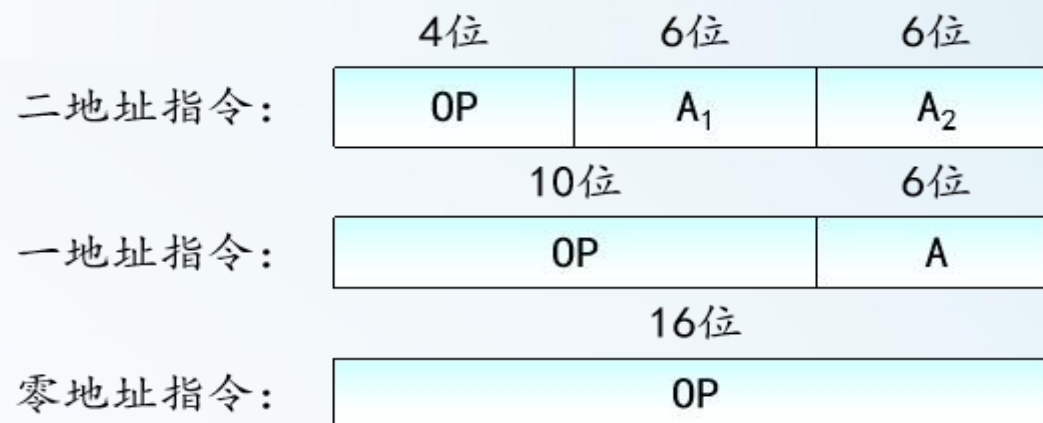 4位 6位 6位
二地址指令: OP A₁ A₂
10位 6位
一地址指令: OP A
16位
零地址指令: OP